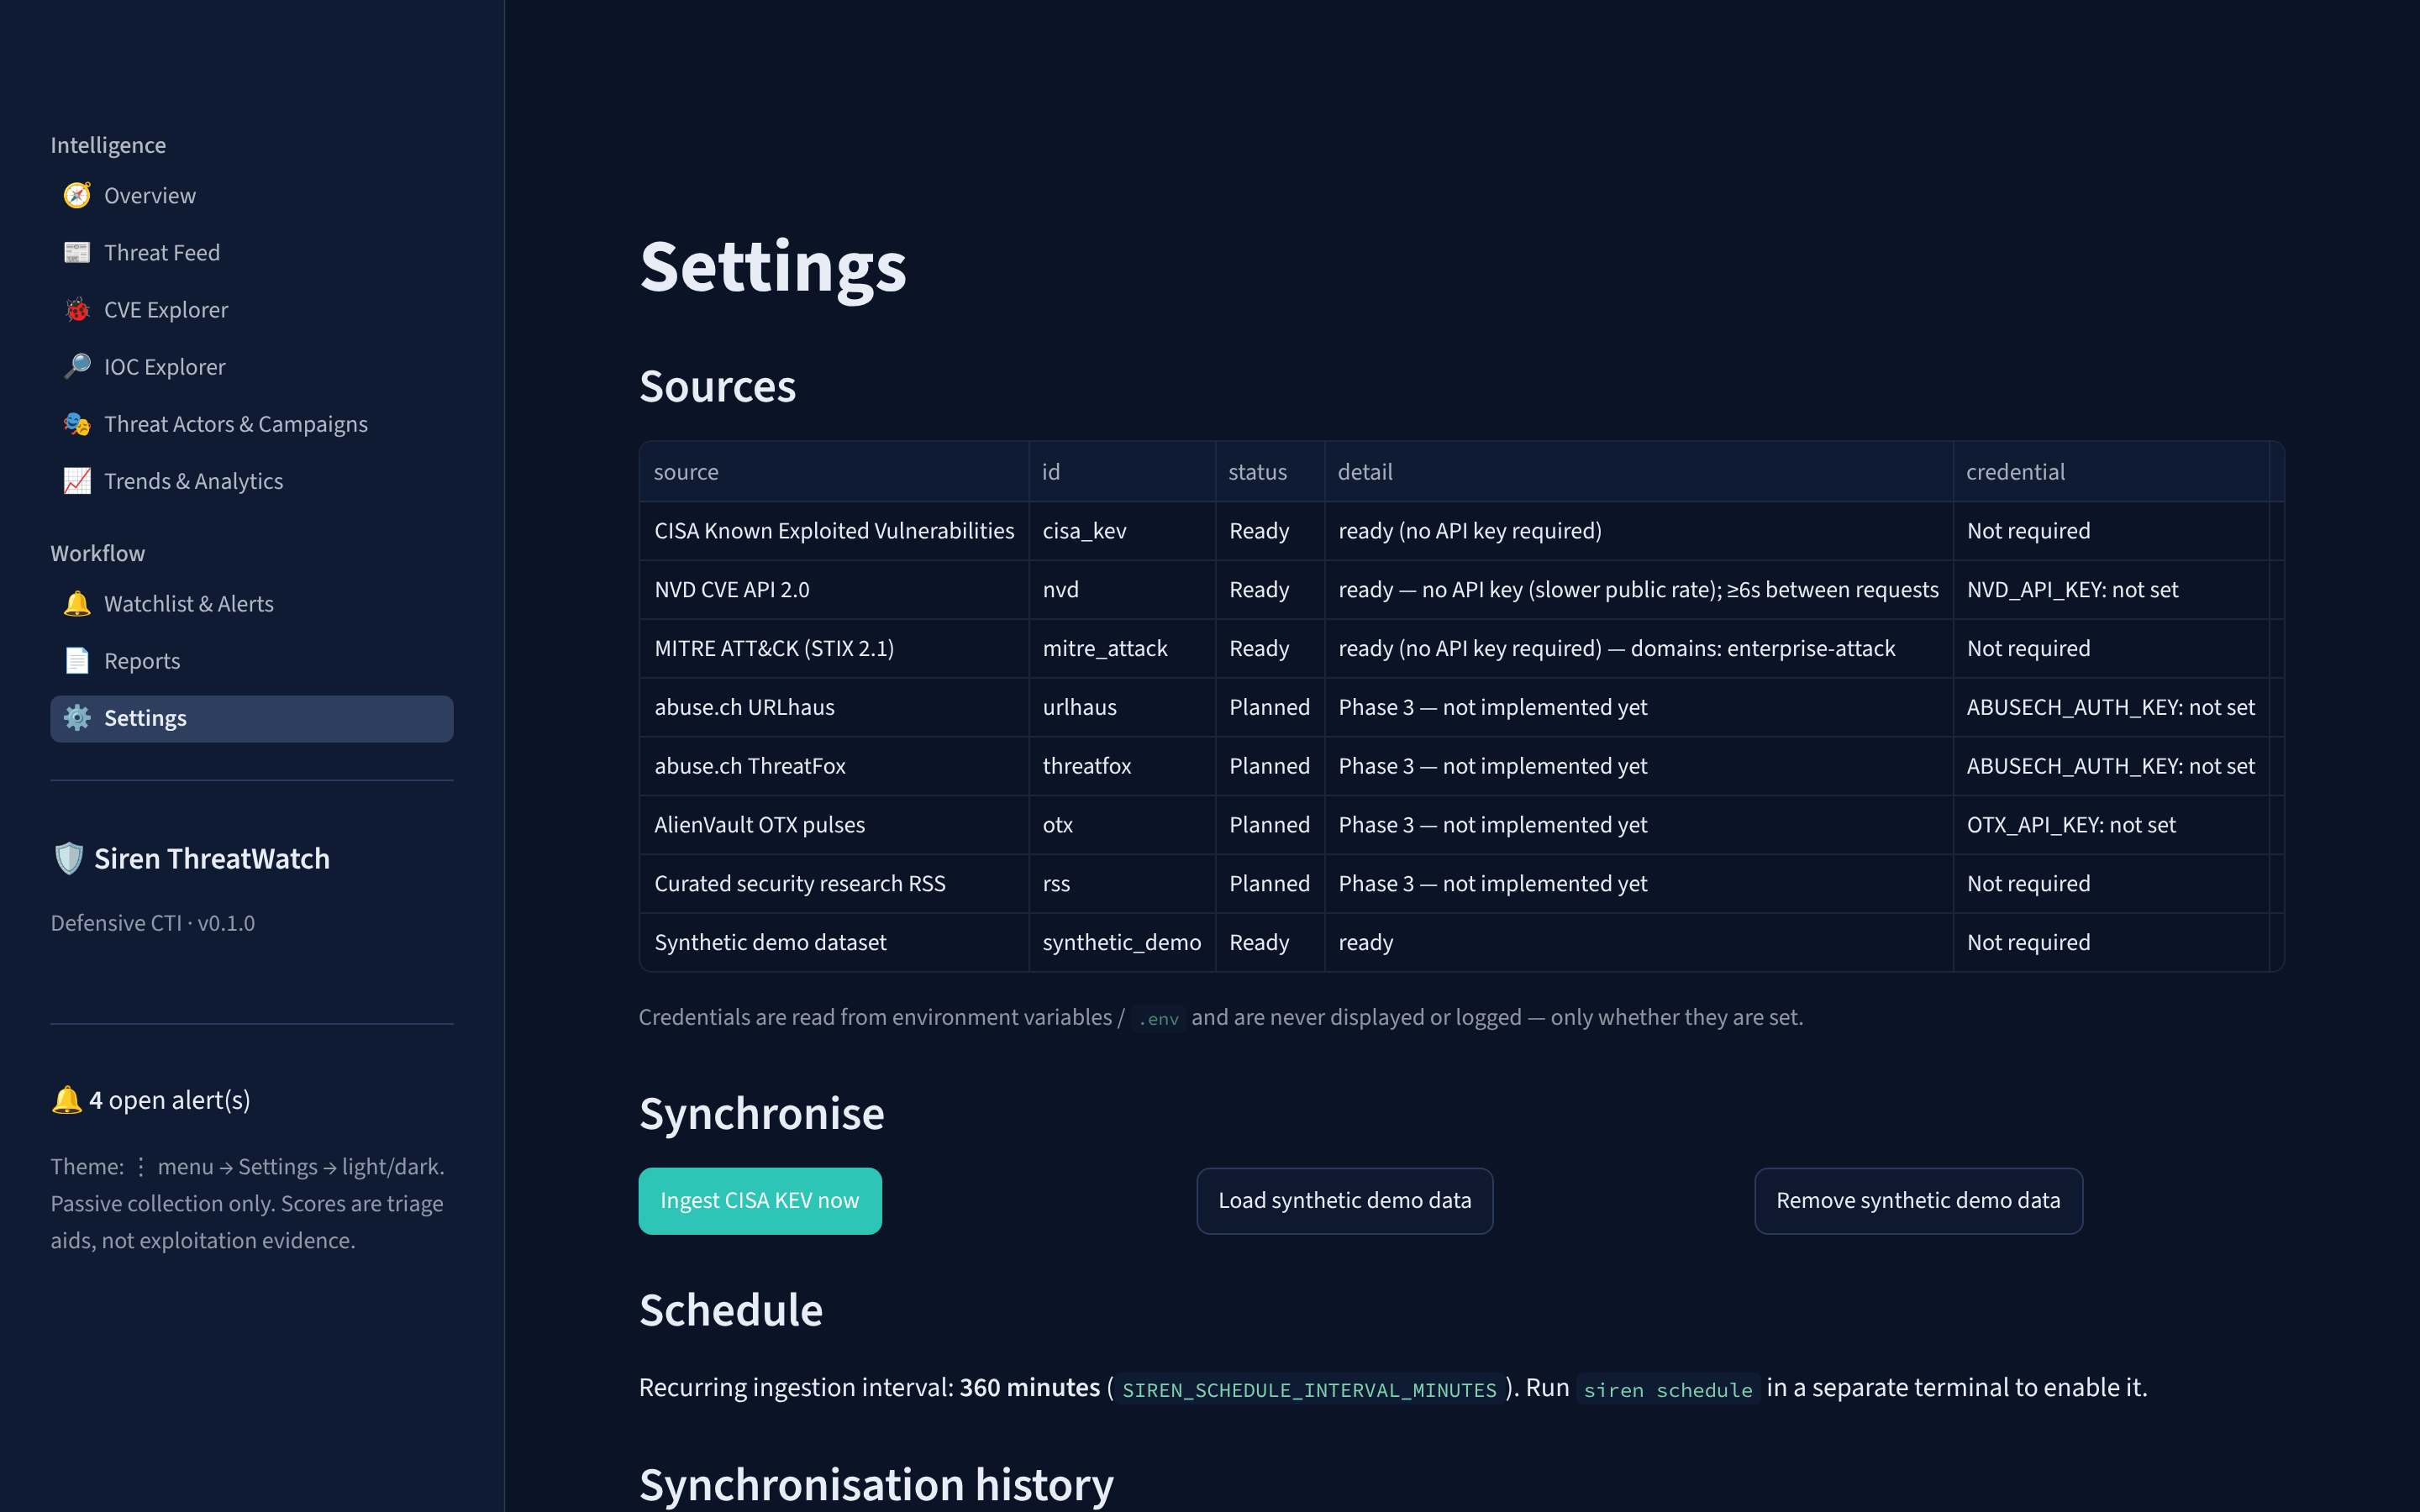 Intelligence
🧭 Overview
📰 Threat Feed
🐞 CVE Explorer
🔎 IOC Explorer
🎭 Threat Actors & Campaigns
📈 Trends & Analytics
Workflow
🔔 Watchlist & Alerts
📄 Reports
⚙️ Settings
🛡️ Siren ThreatWatch
Defensive CTI · v0.1.0
🔔 4 open alert(s)
Theme: ⋮ menu → Settings → light/dark.
Passive collection only. Scores are triage
aids, not exploitation evidence.
Settings
Sources
source id status detail credential
CISA Known Exploited Vulnerabilities cisa_kev Ready ready (no API key required) Not required
NVD CVE API 2.0 nvd Ready ready — no API key (slower public rate); ≥6s between requests NVD_API_KEY: not set
MITRE ATT&CK (STIX 2.1) mitre_attack Ready ready (no API key required) — domains: enterprise-attack Not required
abuse.ch URLhaus urlhaus Planned Phase 3 — not implemented yet ABUSECH_AUTH_KEY: not set
abuse.ch ThreatFox threatfox Planned Phase 3 — not implemented yet ABUSECH_AUTH_KEY: not set
AlienVault OTX pulses otx Planned Phase 3 — not implemented yet OTX_API_KEY: not set
Curated security research RSS rss Planned Phase 3 — not implemented yet Not required
Synthetic demo dataset synthetic_demo Ready ready Not required
Credentials are read from environment variables / .env and are never displayed or logged — only whether they are set.
Synchronise
Ingest CISA KEV now Load synthetic demo data Remove synthetic demo data
Schedule
Recurring ingestion interval: 360 minutes ( SIREN_SCHEDULE_INTERVAL_MINUTES ). Run siren schedule in a separate terminal to enable it.
Synchronisation history